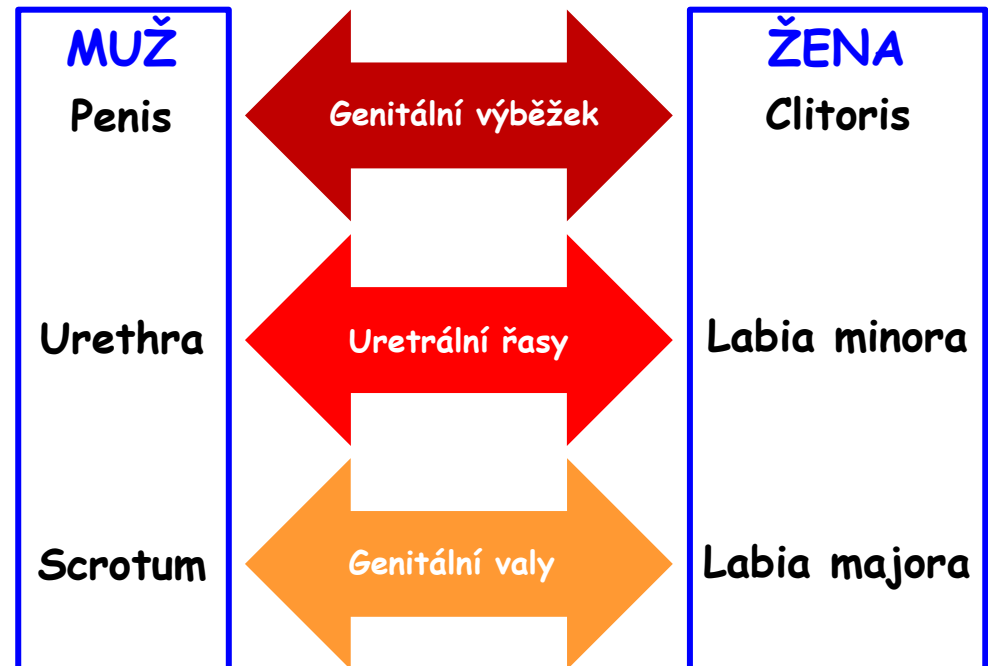 MUŽ
ŽENA
Penis
Genitální výběžek
Clitoris
Urethra
Uretrální řasy
Labia minora
Scrotum
Genitální valy
Labia majora